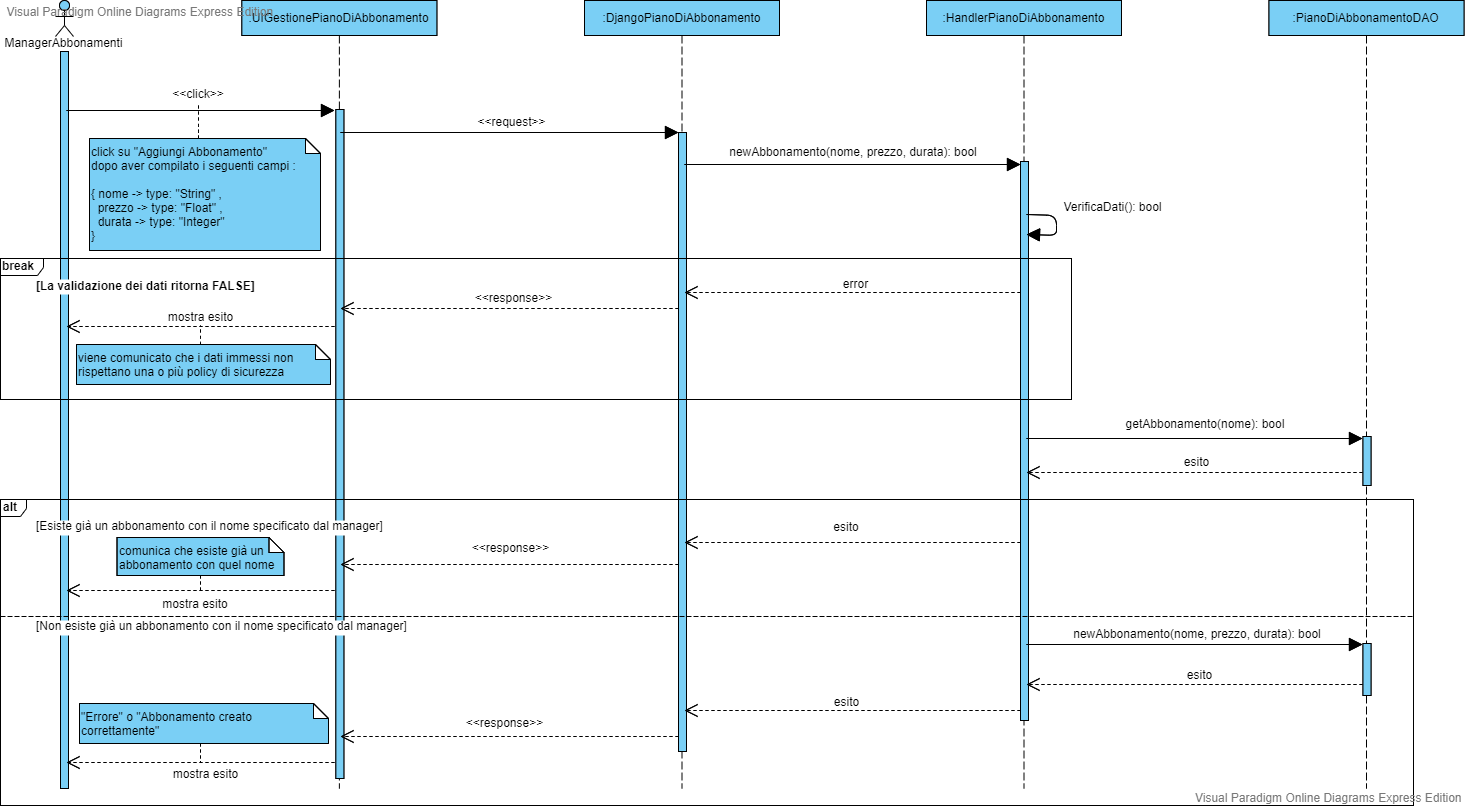 Visual Paradigm Online Diagrams Express Edition
:UIGestionePianoDiAbbonamento
:DjangoPianoDiAbbonamento
:HandlerPianoDiAbbonamento
:PianoDiAbbonamentoDAO
ManagerAbbonamenti
<<click>>
<<request>>
click su "Aggiungi Abbonamento"
dopo aver compilato i seguenti campi :
{ nome -> type: "String" ,
prezzo -> type: "Float" ,
durata -> type: "Integer"
}
newAbbonamento(nome, prezzo, durata): bool
VerificaDati(): bool
break
[La validazione dei dati ritorna FALSE]
error
<<response>>
mostra esito
viene comunicato che i dati immessi non
rispettano una o più policy di sicurezza
getAbbonamento(nome): bool
esito
alt
[Esiste già un abbonamento con il nome specificato dal manager]
esito
<<response>>
comunica che esiste già un
abbonamento con quel nome
mostra esito
[Non esiste già un abbonamento con il nome specificato dal manager]
newAbbonamento(nome, prezzo, durata): bool
esito
esito
<<response>>
"Errore" o "Abbonamento creato
correttamente"
mostra esito
Visual Paradigm Online Diagrams Express Edition